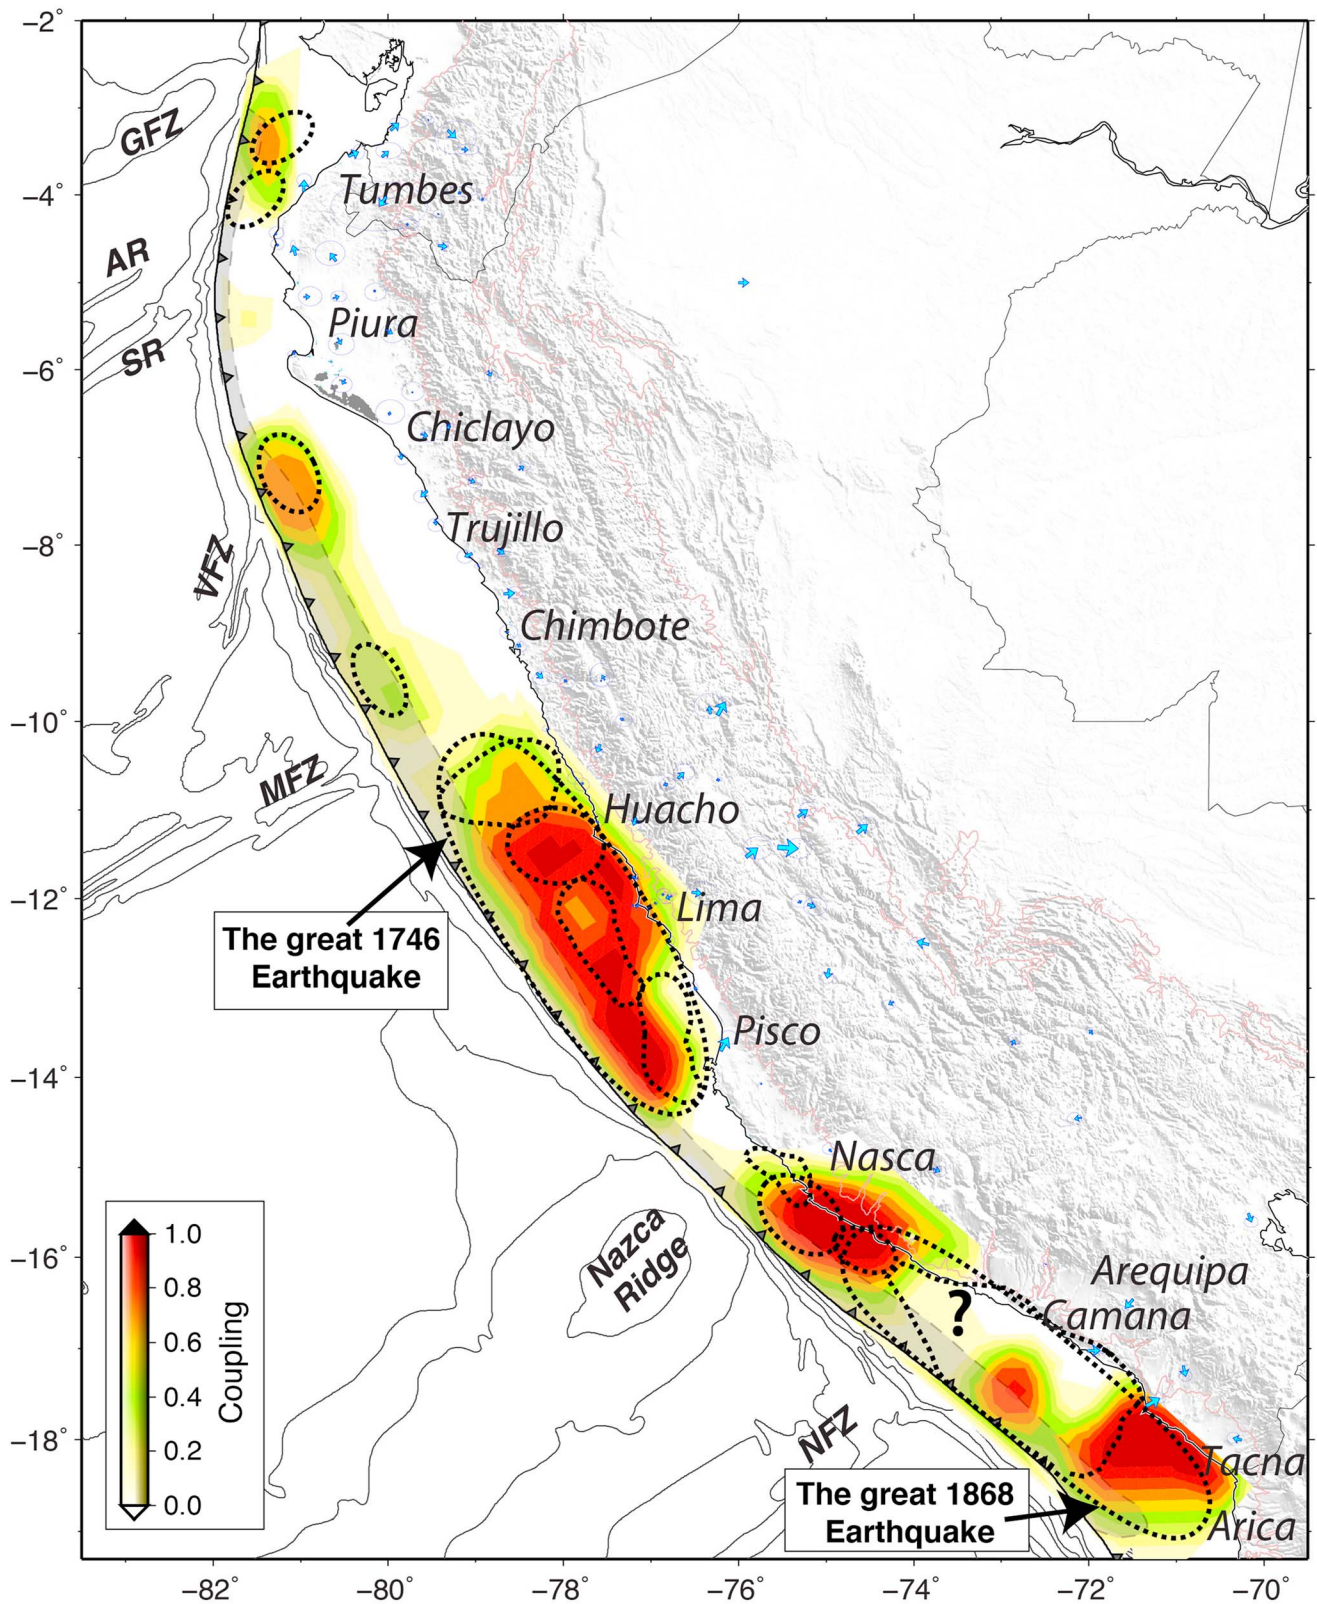 −2°
GFZ
−4°
Tumbes
AR
Piura
SR
−6°
Chiclayo
Trujillo
−8°
VFZ
Chimbote
−10°
MFZ
Huacho
−12°
Lima
The great 1746
Earthquake
Pisco
−14°
Nasca
1.0
0.8
0.6
0.4
0.2
0.0
Coupling
Nazca
Ridge
−16°
Arequipa
?
Camana
NFZ
−18°
Tacna
The great 1868
Earthquake
Arica
−82° −80° −78° −76° −74° −72° −70°